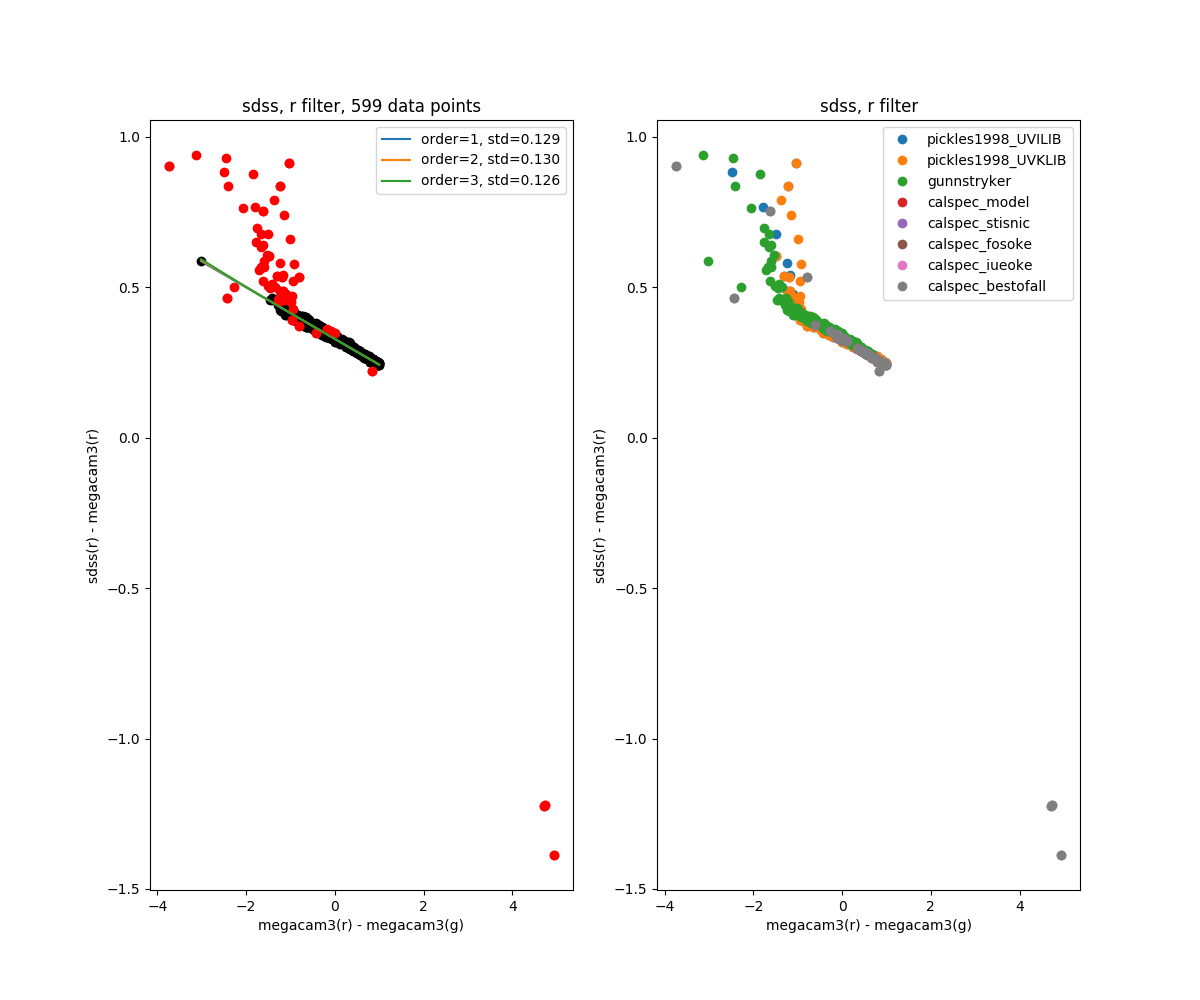 sdss, r filter, 599 data points
order=1, std=0.129
order=2, std=0.130
order=3, std=0.126
1.0
0.5
0.0
−0.5
−1.0
−1.5
−4
−2
0
2
4
sdss(r) - megacam3(r)
megacam3(r) - megacam3(g)
sdss, r filter
pickles1998_UVILIB
pickles1998_UVKLIB
gunnstryker
calspec_model
calspec_stisnic
calspec_fosoke
calspec_iueoke
calspec_bestofall
1.0
0.5
0.0
−0.5
−1.0
−1.5
−4
−2
0
2
4
sdss(r) - megacam3(r)
megacam3(r) - megacam3(g)